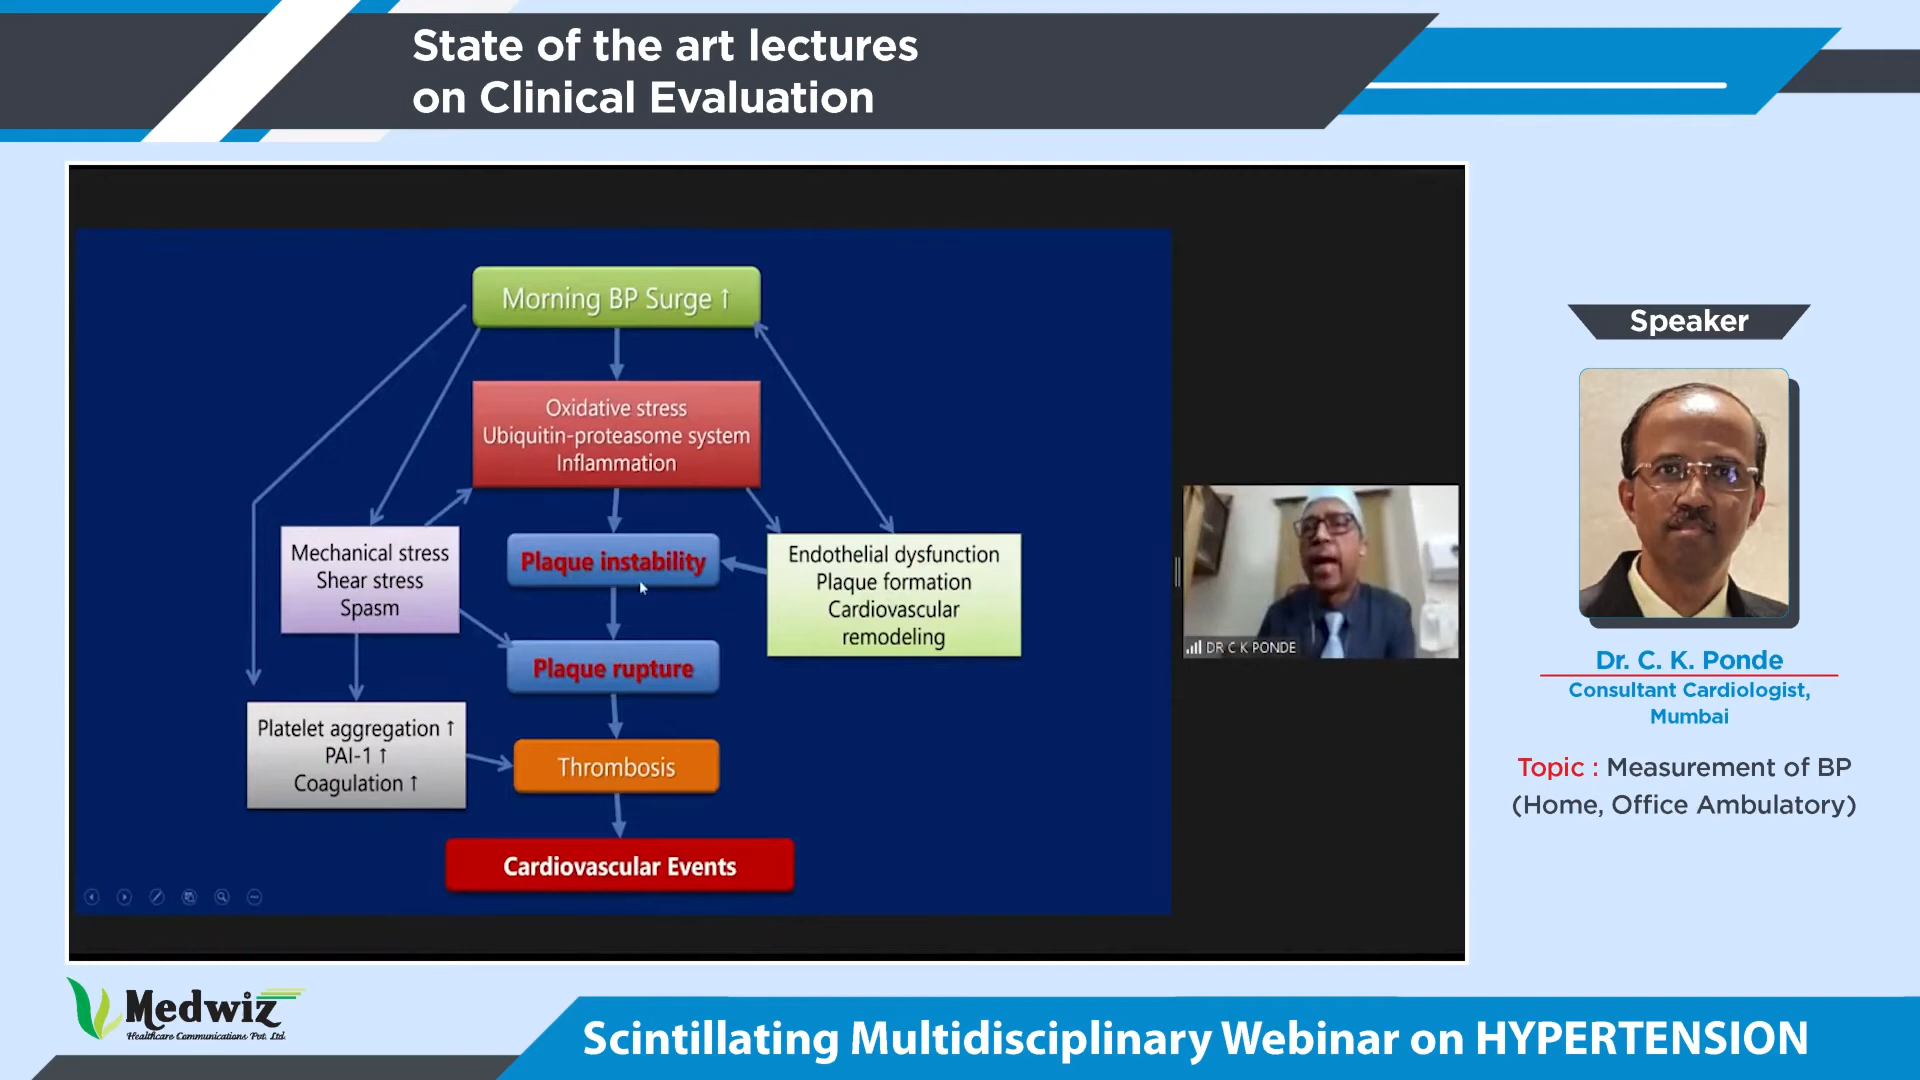 State of the art lectures
on Clinical Evaluation
Morning BP Surge ↑
Oxidative stress
Ubiquitin-proteasome system
Inflammation
Mechanical stress
Shear stress
Spasm
Plaque instability
Endothelial dysfunction
Plaque formation
Cardiovascular
remodeling
Plaque rupture
Platelet aggregation ↑
PAI-1 ↑
Coagulation ↑
Thrombosis
Cardiovascular Events
DR C K PONDE
Speaker
Dr. C. K. Ponde
Consultant Cardiologist,
Mumbai
Topic : Measurement of BP
(Home, Office Ambulatory)
Medwiz
Healthcare Communications Pvt. Ltd.
Scintillating Multidisciplinary Webinar on HYPERTENSION